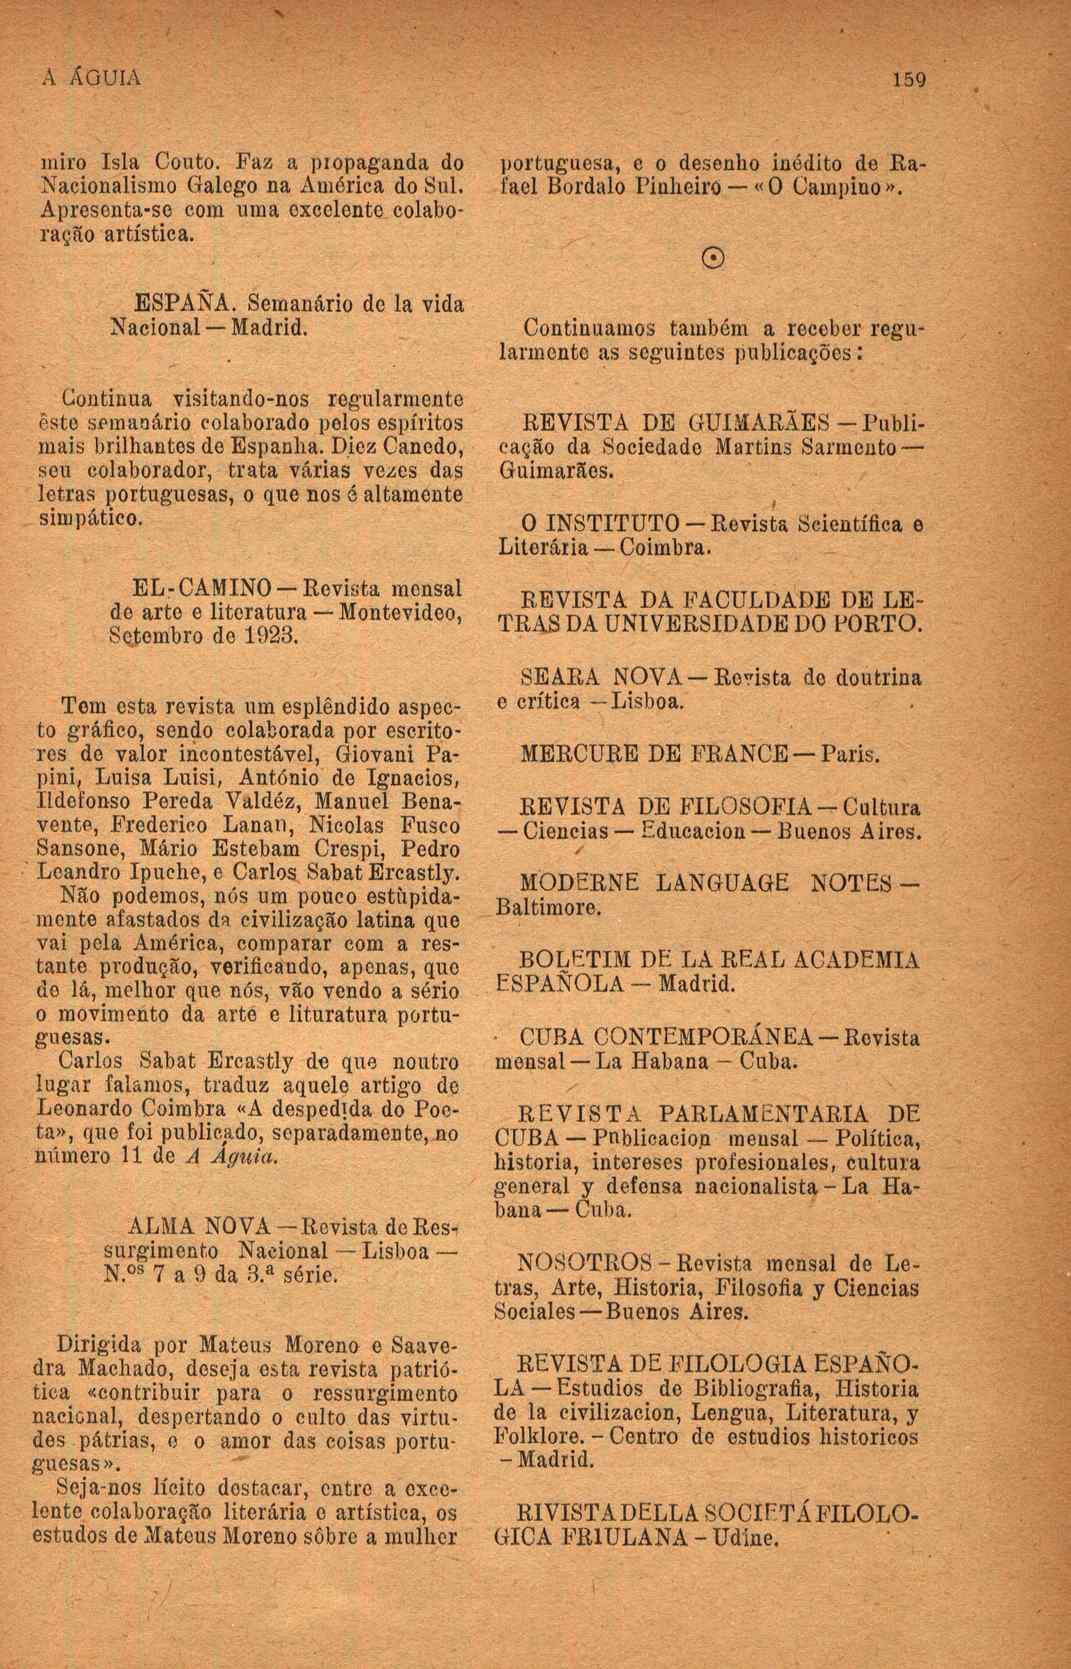 A ÁGUIA 159
miro Isla Couto. Faz a propaganda do
Nacionalismo Galego na América do Sul.
Apresenta-se com uma excelente colabo-
ração artística.
ESPAÑA. Semanário de la vida
Nacional — Madrid.
Continua visitando-nos regularmente
êste semanário colaborado pelos espíritos
mais brilhantes de Espanha. Diez Canedo,
seu colaborador, trata várias vezes das
letras portuguesas, o que nos é altamente
simpático.
EL-CAMINO — Revista mensal
de arte e literatura — Montevideo,
Setembro de 1923.
Tem esta revista um esplêndido aspec-
to gráfico, sendo colaborada por escrito-
res de valor incontestável, Giovani Pa-
pini, Luisa Luisi, António de Ignacios,
Ildefonso Pereda Valdéz, Manuel Bena-
vente, Frederico Lanan, Nicolas Fusco
Sansone, Mário Estebam Crespi, Pedro
Leandro Ipuche, e Carlos Sabat Ercastly.
Não podemos, nós um pouco estùpida-
mente afastados da civilização latina que
vai pela América, comparar com a res-
tante produção, verificando, apenas, que
de lá, melhor que nós, vão vendo a sério
o movimento da arte e lituratura portu-
guesas.
Carlos Sabat Ercastly de que noutro
lugar falamos, traduz aquele artigo de
Leonardo Coimbra «A despedida do Poe-
ta», que foi publicado, separadamente, no
número 11 de A Águia.
ALMA NOVA — Revista de Res-
surgimento Nacional — Lisboa —
N.os 7 a 9 da 3.ª série.
Dirigida por Mateus Moreno e Saave-
dra Machado, deseja esta revista patrió-
tica «contribuir para o ressurgimento
nacional, despertando o culto das virtu-
des pátrias, e o amor das coisas portu-
guesas».
Seja-nos lícito destacar, entre a exce-
lente colaboração literária e artística, os
estudos de Mateus Moreno sôbre a mulher
portuguesa, e o desenho inédito de Ra-
fael Bordalo Pinheiro — «O Campino».
Continuamos também a receber regu-
larmente as seguintes publicações:
REVISTA DE GUIMARÃES — Publi-
cação da Sociedade Martins Sarmento —
Guimarães.
O INSTITUTO — Revista Scientífica e
Literária — Coimbra.
REVISTA DA FACULDADE DE LE-
TRAS DA UNIVERSIDADE DO PORTO.
SEARA NOVA — Revista de doutrina
e crítica — Lisboa.
MERCURE DE FRANCE — Paris.
REVISTA DE FILOSOFIA — Cultura
— Ciencias — Educacion — Buenos Aires.
MODERNE LANGUAGE NOTES —
Baltimore.
BOLETIM DE LA REAL ACADEMIA
ESPAÑOLA — Madrid.
CUBA CONTEMPORÁNEA — Revista
mensal — La Habana — Cuba.
REVISTA PARLAMENTARIA DE
CUBA — Publicacion mensual — Política,
historia, intereses profesionales, cultura
general y defensa nacionalista — La Ha-
bana — Cuba.
NOSOTROS — Revista mensal de Le-
tras, Arte, Historia, Filosofia y Ciencias
Sociales — Buenos Aires.
REVISTA DE FILOLOGIA ESPAÑO-
LA — Estudios de Bibliografia, Historia
de la civilizacion, Lengua, Literatura, y
Folklore. — Centro de estudios historicos
— Madrid.
RIVISTA DELLA SOCIETÁ FILOLO-
GICA FRIULANA — Udine.